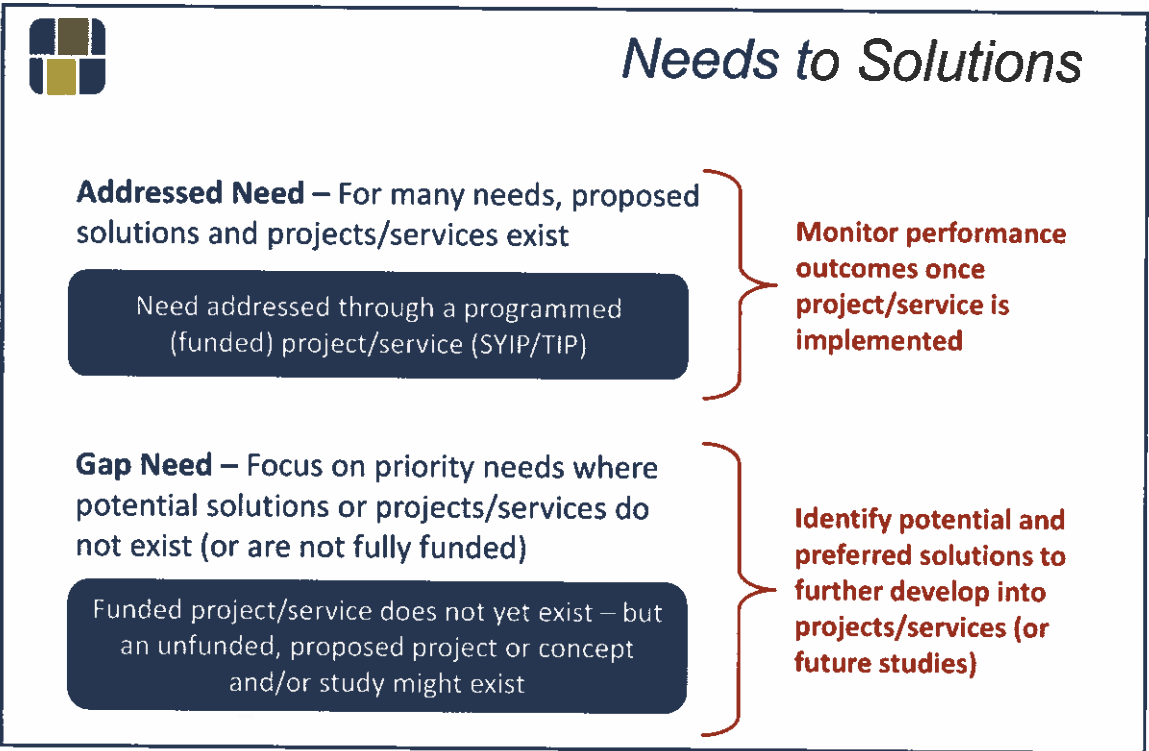 Needs to Solutions
Addressed Need – For many needs, proposed
solutions and projects/services exist
Need addressed through a programmed
(funded) project/service (SYIP/TIP)
Monitor performance
outcomes once
project/service is
implemented
Gap Need – Focus on priority needs where
potential solutions or projects/services do
not exist (or are not fully funded)
Funded project/service does not yet exist – but
an unfunded, proposed project or concept
and/or study might exist
Identify potential and
preferred solutions to
further develop into
projects/services (or
future studies)